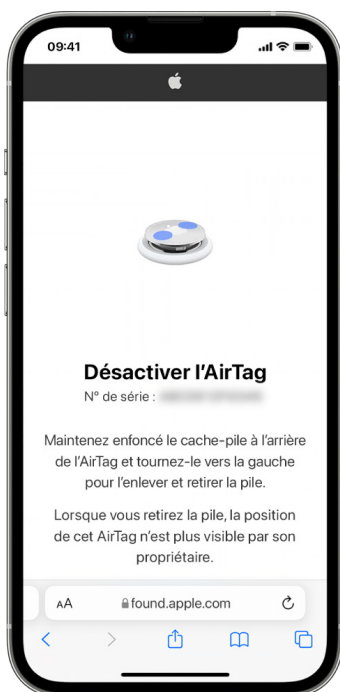 09:41
Désactiver l’AirTag
N° de série :
Maintenez enfoncé le cache-pile à l’arrière
de l’AirTag et tournez-le vers la gauche
pour l’enlever et retirer la pile.
Lorsque vous retirez la pile, la position
de cet AirTag n’est plus visible par son
propriétaire.
AA found.apple.com